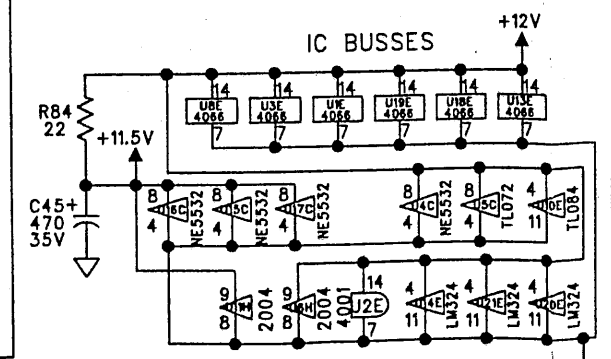 +12V
IC BUSSES
14 14 14 14 14 14
R84
22
U8E
4066
U3E
4066
U1E
4066
U19E
4066
U18E
4066
U13E
4066
7 7 7 7 7 7
+11.5V
C45+
470
35V
8
4
6C
NE5532
5C
NE5532
8
4
7C
NE5532
8
4
4C
NE5532
8
4
5C
TL072
4
11
DE
TL084
9
8
2004
9
8
2004
4001
14
U2E
7
4
11
4E
LM324
4
11
21E
LM324
4
11
LM324